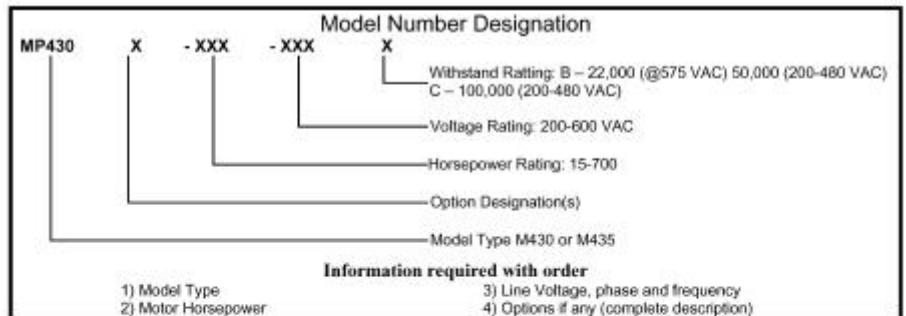 Model Number Designation
MP430 X - XXX - XXX X
Withstand Ratting: B – 22,000 (@575 VAC) 50,000 (200-480 VAC)
C – 100,000 (200-480 VAC)
Voltage Rating: 200-600 VAC
Horsepower Rating: 15-700
Option Designation(s)
Model Type M430 or M435
Information required with order
1) Model Type
2) Motor Horsepower
3) Line Voltage, phase and frequency
4) Options if any (complete description)